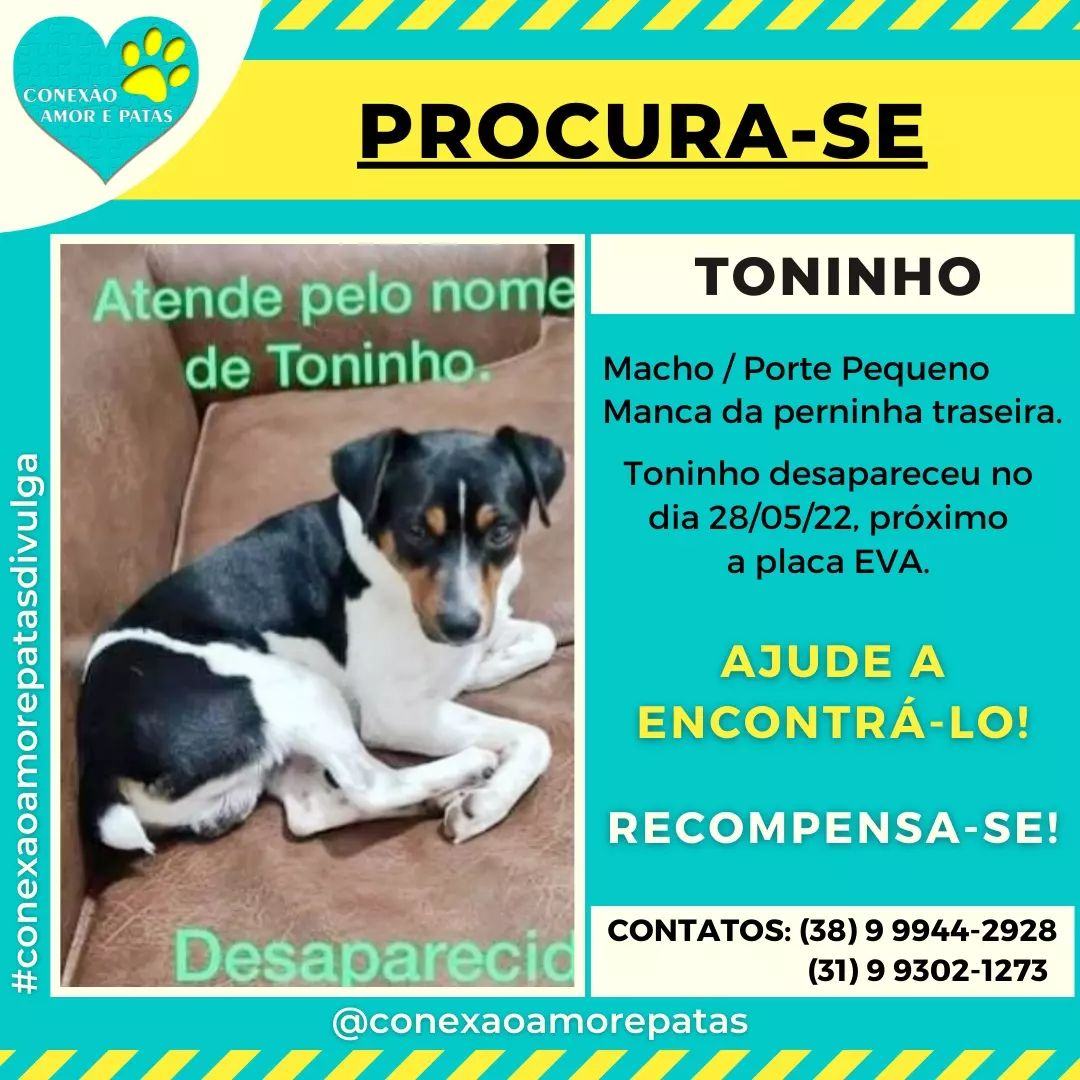 CONEXÃO
AMOR E PATAS
PROCURA-SE
Atende pelo nome
de Toninho.
Desaparecid
TONINHO
Macho / Porte Pequeno
Manca da perninha traseira.
Toninho desapareceu no
dia 28/05/22, próximo
a placa EVA.
AJUDE A
ENCONTRÁ-LO!
RECOMPENSA-SE!
CONTATOS: (38) 9 9944-2928
(31) 9 9302-1273
#conexaoamorepatasdivulga
@conexaoamorepatas